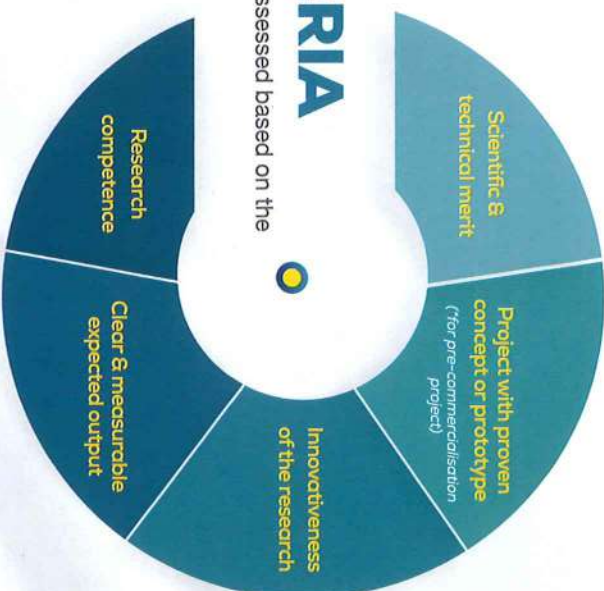 RIA
ssessed based on the
Scientific &
technical merit
Project with proven
concept or prototype
(*for pre-commercialisation
project)
Innovativeness
of the research
Clear & measurable
expected output
Research
competence